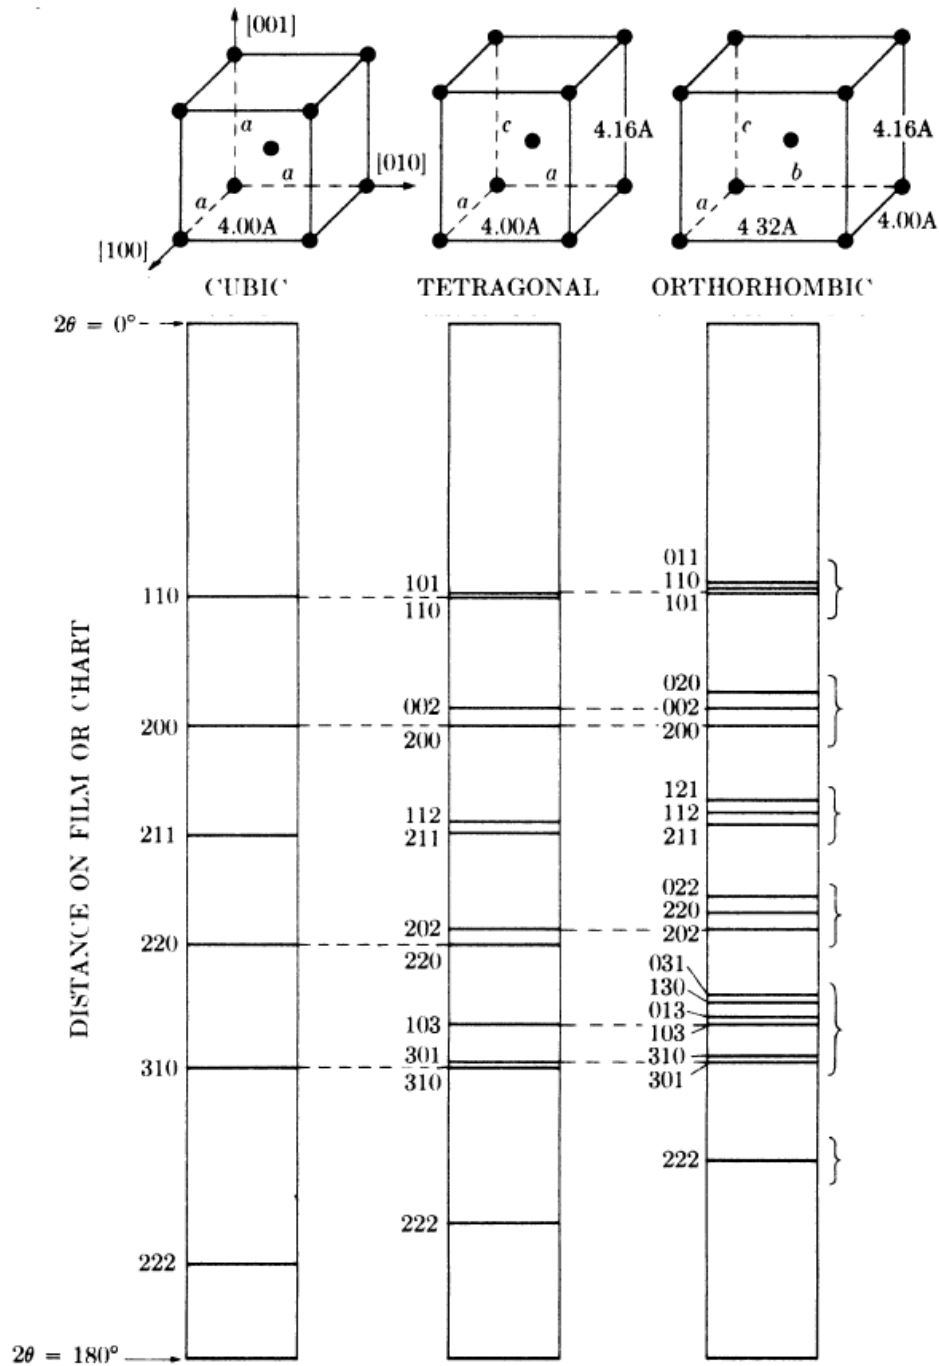 [001]
a
a
a
[010]
[100]
4.00A
c
a
a
4.16A
4.00A
c
b
a
4.16A
4 32A
4.00A
CUBIC
TETRAGONAL
ORTHORHOMBIC
2θ = 0°
DISTANCE ON FILM OR CHART
110
200
211
220
310
222
2θ = 180°
101
110
002
200
112
211
202
220
103
301
310
222
011
110
101
020
002
200
121
112
211
022
220
202
031
130
013
103
310
301
222